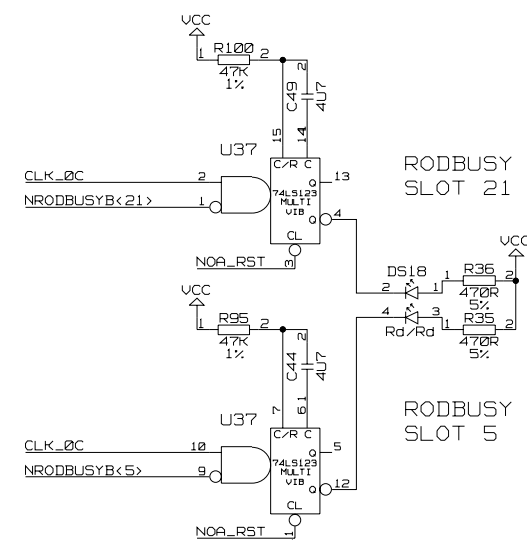 VCC
1 R100 2
47K
1%
C49 2 4U7
15 14
U37
C/R C
CLK_0C 2
NRODBUSYB<21> 1
Q 13
74LS123
MULTI
VIB
Q 4
CL
NOA_RST 3
RODBUSY
SLOT 21
VCC
DS18
2 1
1 R36 2
470R
5%
4 3
Rd/Rd
1 R35 2
470R
5%
VCC
1 R95 2
47K
1%
C44 2 4U7
7 6 1
U37
C/R C
CLK_0C 10
NRODBUSYB<5> 9
Q 5
74LS123
MULTI
VIB
Q 12
CL
NOA_RST 1
RODBUSY
SLOT 5